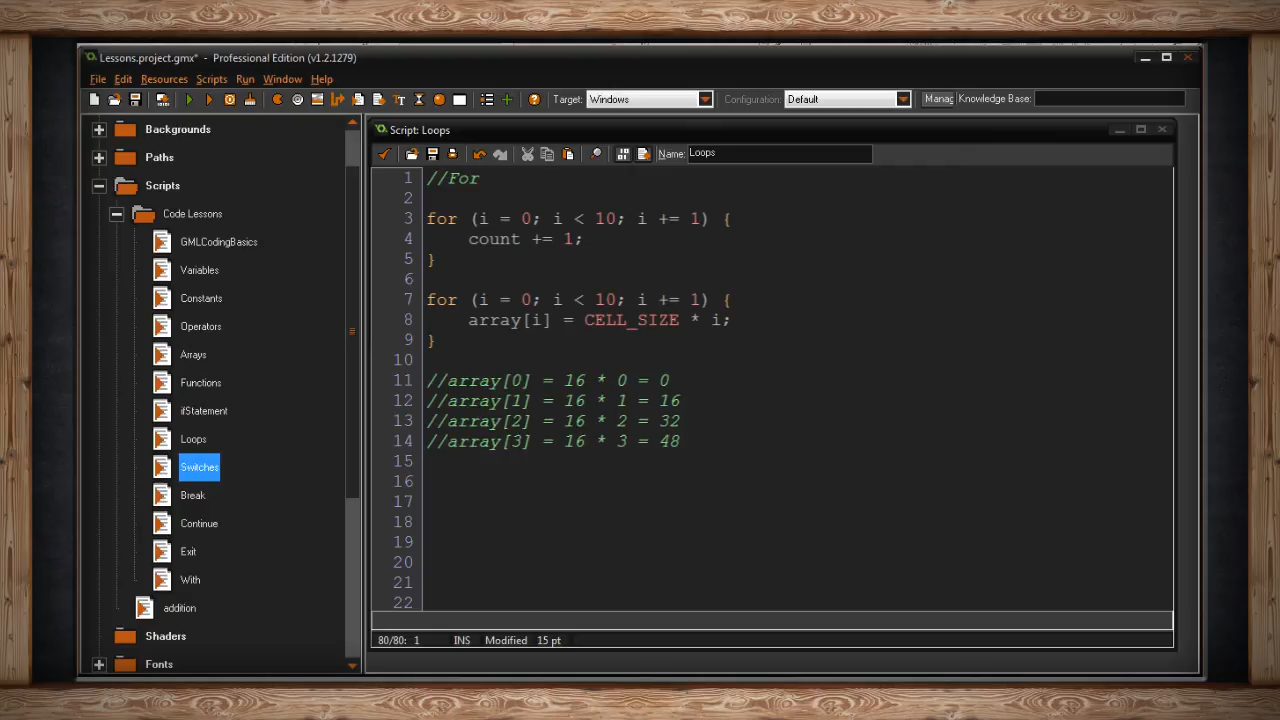 Lessons.project.gmx* - Professional Edition (v1.2.1279)
File Edit Resources Scripts Run Window Help
Target: Windows Configuration: Default Manac Knowledge Base:
Backgrounds
Paths
Scripts
Code Lessons
GMLCodingBasics
Variables
Constants
Operators
Arrays
Functions
ifStatement
Loops
Switches
Break
Continue
Exit
With
addition
Shaders
Fonts
Script: Loops
Name: Loops
1 //For
2
3 for (i = 0; i < 10; i += 1) {
4 count += 1;
5 }
6
7 for (i = 0; i < 10; i += 1) {
8 array[i] = CELL_SIZE * i;
9 }
10
11 //array[0] = 16 * 0 = 0
12 //array[1] = 16 * 1 = 16
13 //array[2] = 16 * 2 = 32
14 //array[3] = 16 * 3 = 48
15
16
17
18
19
20
21
22
80/80: 1 INS Modified 15 pt